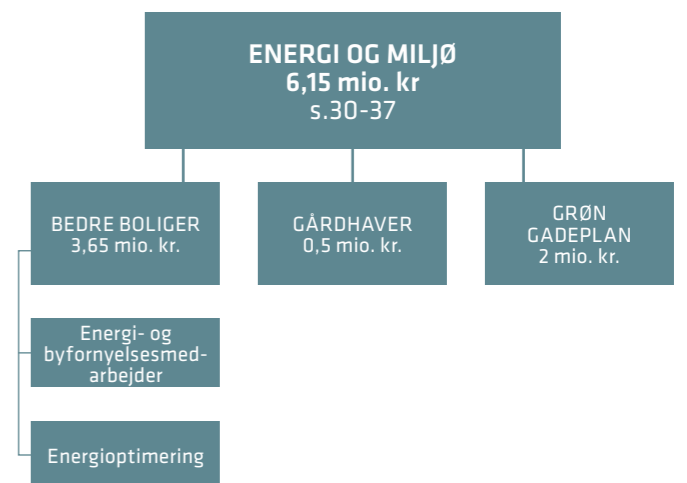 ENERGI OG MILJØ
6,15 mio. kr
s.30-37
BEDRE BOLIGER
3,65 mio. kr.
GÅRDHAVER
0,5 mio. kr.
GRØN
GADEPLAN
2 mio. kr.
Energi- og
byfornyelsesmed-
arbejder
Energioptimering